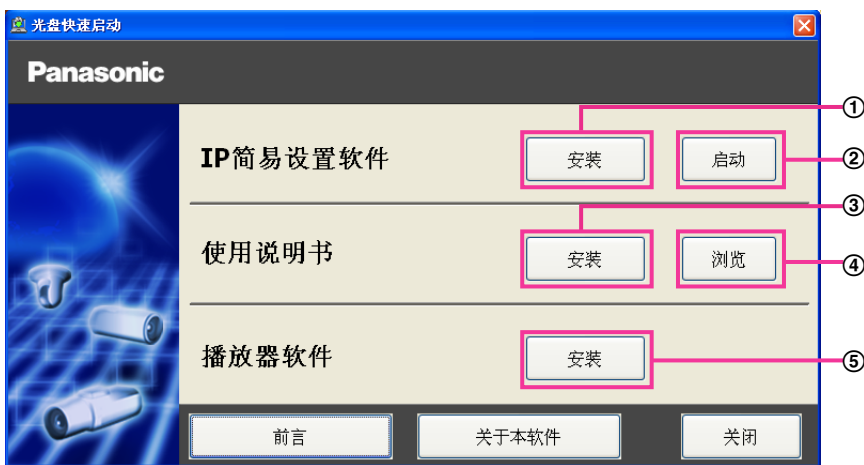 光盘快速启动
Panasonic
①
IP简易设置软件 安装 启动 ②
③
使用说明书 安装 浏览 ④
播放器软件 安装 ⑤
前言 关于本软件 关闭